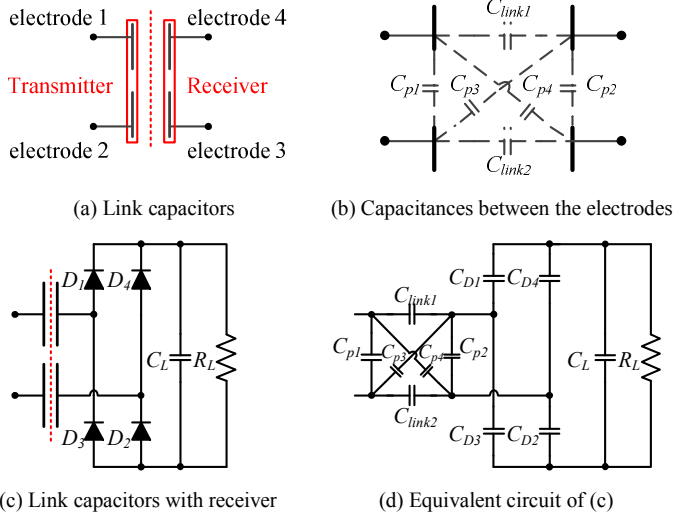 electrode 1
electrode 4
Transmitter
Receiver
electrode 2
electrode 3
(a) Link capacitors
Clink1
Cp1
Cp3
Cp4
Cp2
Clink2
(b) Capacitances between the electrodes
D1
D4
CL
RL
D3
D2
(c) Link capacitors with receiver
CD1
CD4
Clink1
Cp1
Cp3
Cp4
Cp2
CL
RL
Clink2
CD3
CD2
(d) Equivalent circuit of (c)